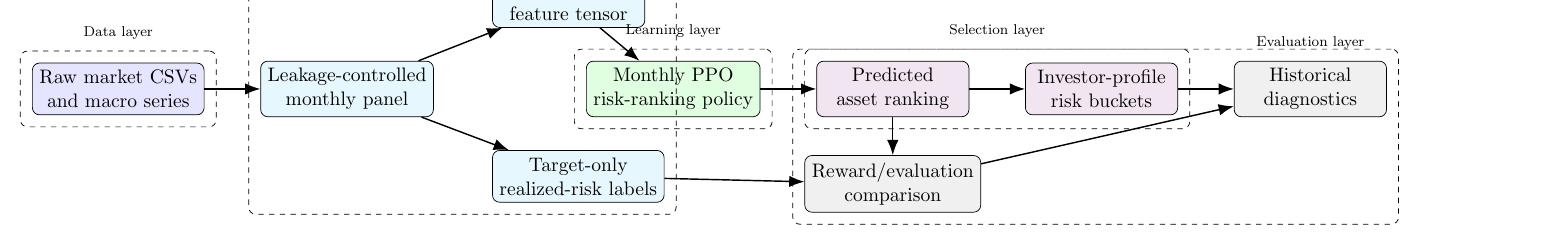 feature tensor
Data layer
Learning layer
Selection layer
Evaluation layer
Raw market CSVs
and macro series
Leakage-controlled
monthly panel
Monthly PPO
risk-ranking policy
Predicted
asset ranking
Investor-profile
risk buckets
Historical
diagnostics
Target-only
realized-risk labels
Reward/evaluation
comparison